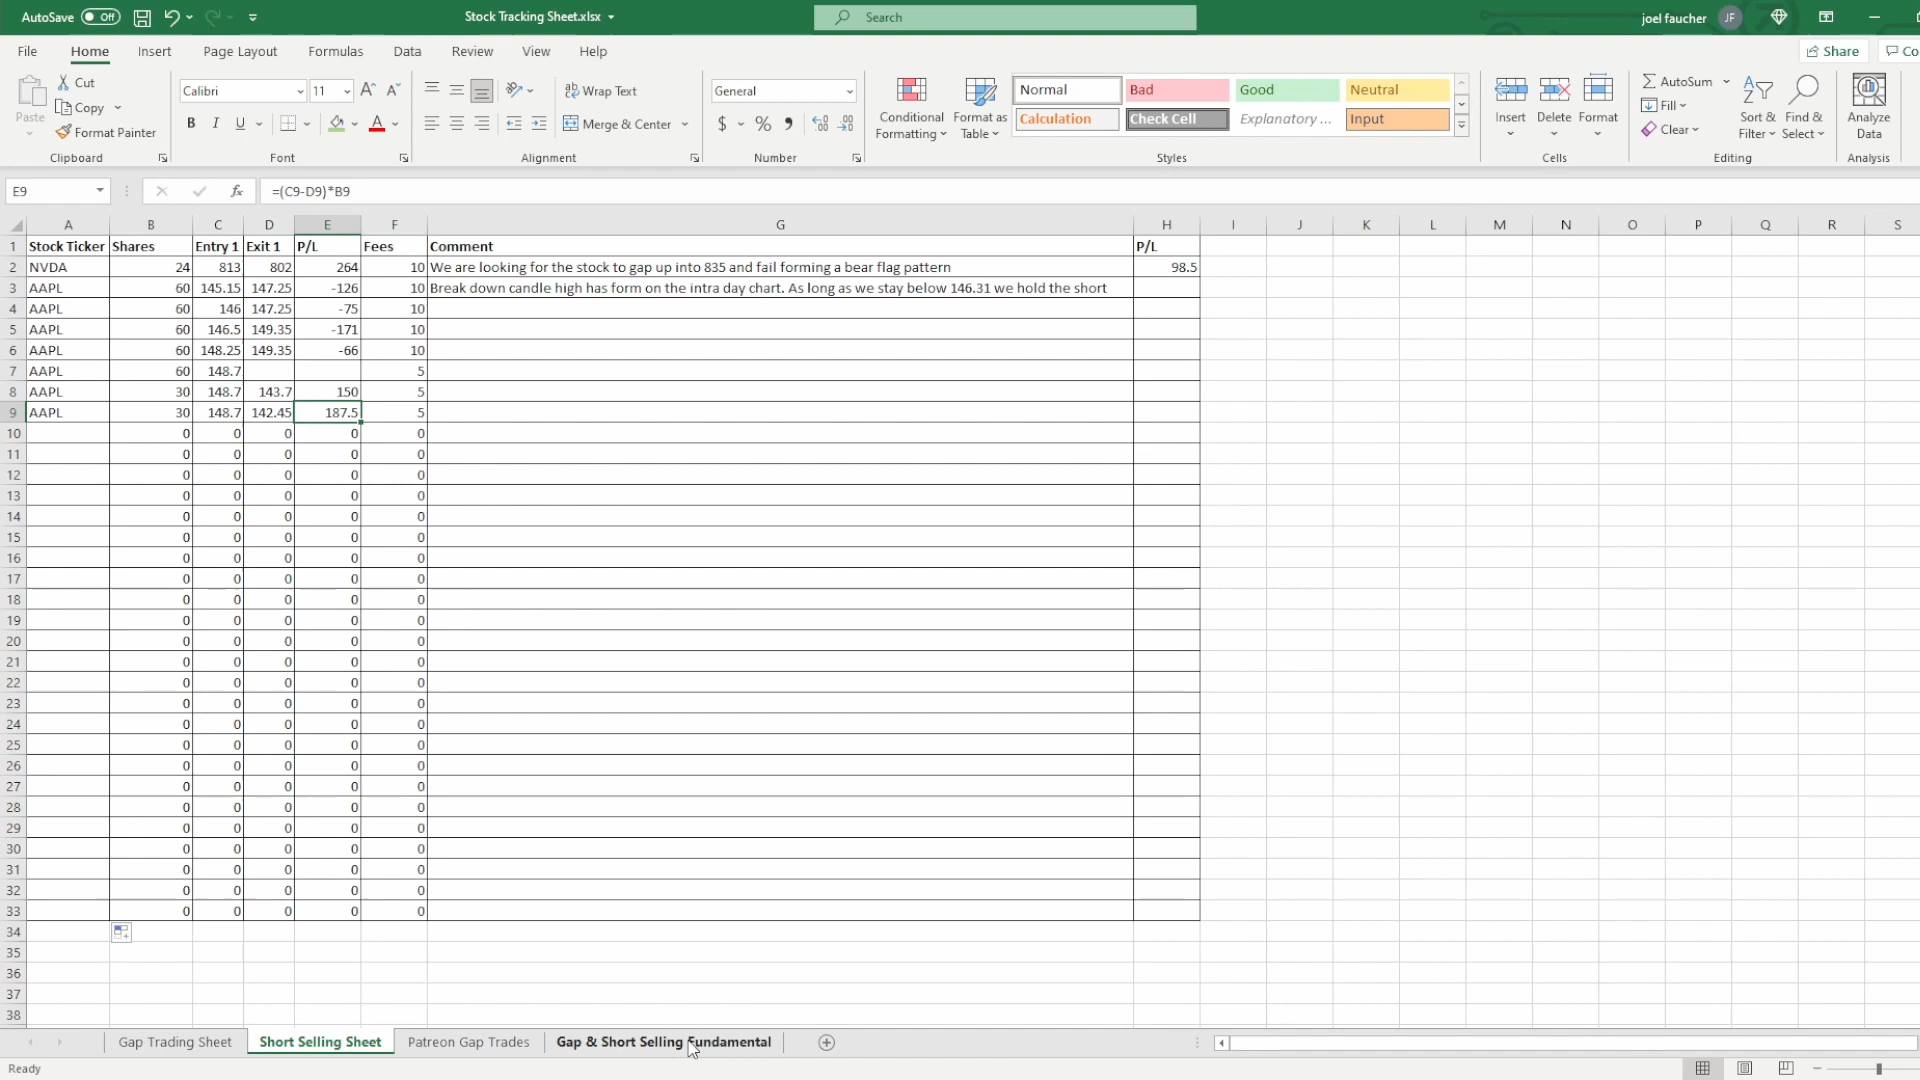 AutoSave Off Stock Tracking Sheet.xlsx Search joel faucher JF
File Home Insert Page Layout Formulas Data Review View Help Share Co
Paste Cut Copy Format Painter Clipboard
Calibri 11 A A B I U A Font
ab Wrap Text Merge & Center Alignment
General $ % Number
Conditional Formatting Format as Table
Normal Bad Good Neutral
Calculation Check Cell Explanatory ... Input
Styles
Insert Delete Format Cells
AutoSum Fill Clear Sort & Filter Find & Select Editing
Analyze Data Analysis
E9 fx =(C9-D9)*B9
A B C D E F G H I J K L M N O P Q R S
1 Stock Ticker Shares Entry 1 Exit 1 P/L Fees Comment P/L
2 NVDA 24 813 802 264 10 We are looking for the stock to gap up into 835 and fail forming a bear flag pattern 98.5
3 AAPL 60 145.15 147.25 -126 10 Break down candle high has form on the intra day chart. As long as we stay below 146.31 we hold the short
4 AAPL 60 146 147.25 -75 10
5 AAPL 60 146.5 149.35 -171 10
6 AAPL 60 148.25 149.35 -66 10
7 AAPL 60 148.7 5
8 AAPL 30 148.7 143.7 150 5
9 AAPL 30 148.7 142.45 187.5 5
10 0 0 0 0 0
11 0 0 0 0 0
12 0 0 0 0 0
13 0 0 0 0 0
14 0 0 0 0 0
15 0 0 0 0 0
16 0 0 0 0 0
17 0 0 0 0 0
18 0 0 0 0 0
19 0 0 0 0 0
20 0 0 0 0 0
21 0 0 0 0 0
22 0 0 0 0 0
23 0 0 0 0 0
24 0 0 0 0 0
25 0 0 0 0 0
26 0 0 0 0 0
27 0 0 0 0 0
28 0 0 0 0 0
29 0 0 0 0 0
30 0 0 0 0 0
31 0 0 0 0 0
32 0 0 0 0 0
33 0 0 0 0 0
34
35
36
37
38
Gap Trading Sheet Short Selling Sheet Patreon Gap Trades Gap & Short Selling Fundamental
Ready